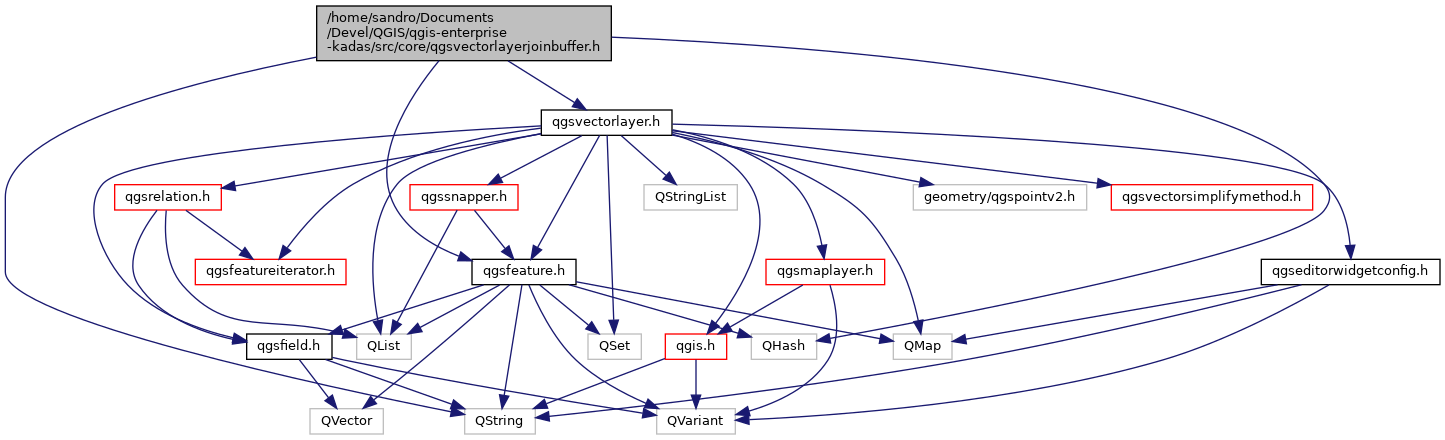 /home/sandro/Documents
/Devel/QGIS/qgis-enterprise
-kadas/src/core/qgsvectorlayerjoinbuffer.h
qgsvectorlayer.h
qgsrelation.h
qgssnapper.h
QStringList
geometry/qgspointv2.h
qgsvectorsimplifymethod.h
qgsfeatureiterator.h
qgsfeature.h
qgsmaplayer.h
qgseditorwidgetconfig.h
qgsfield.h
QList
QSet
qgis.h
QHash
QMap
QVector
QString
QVariant